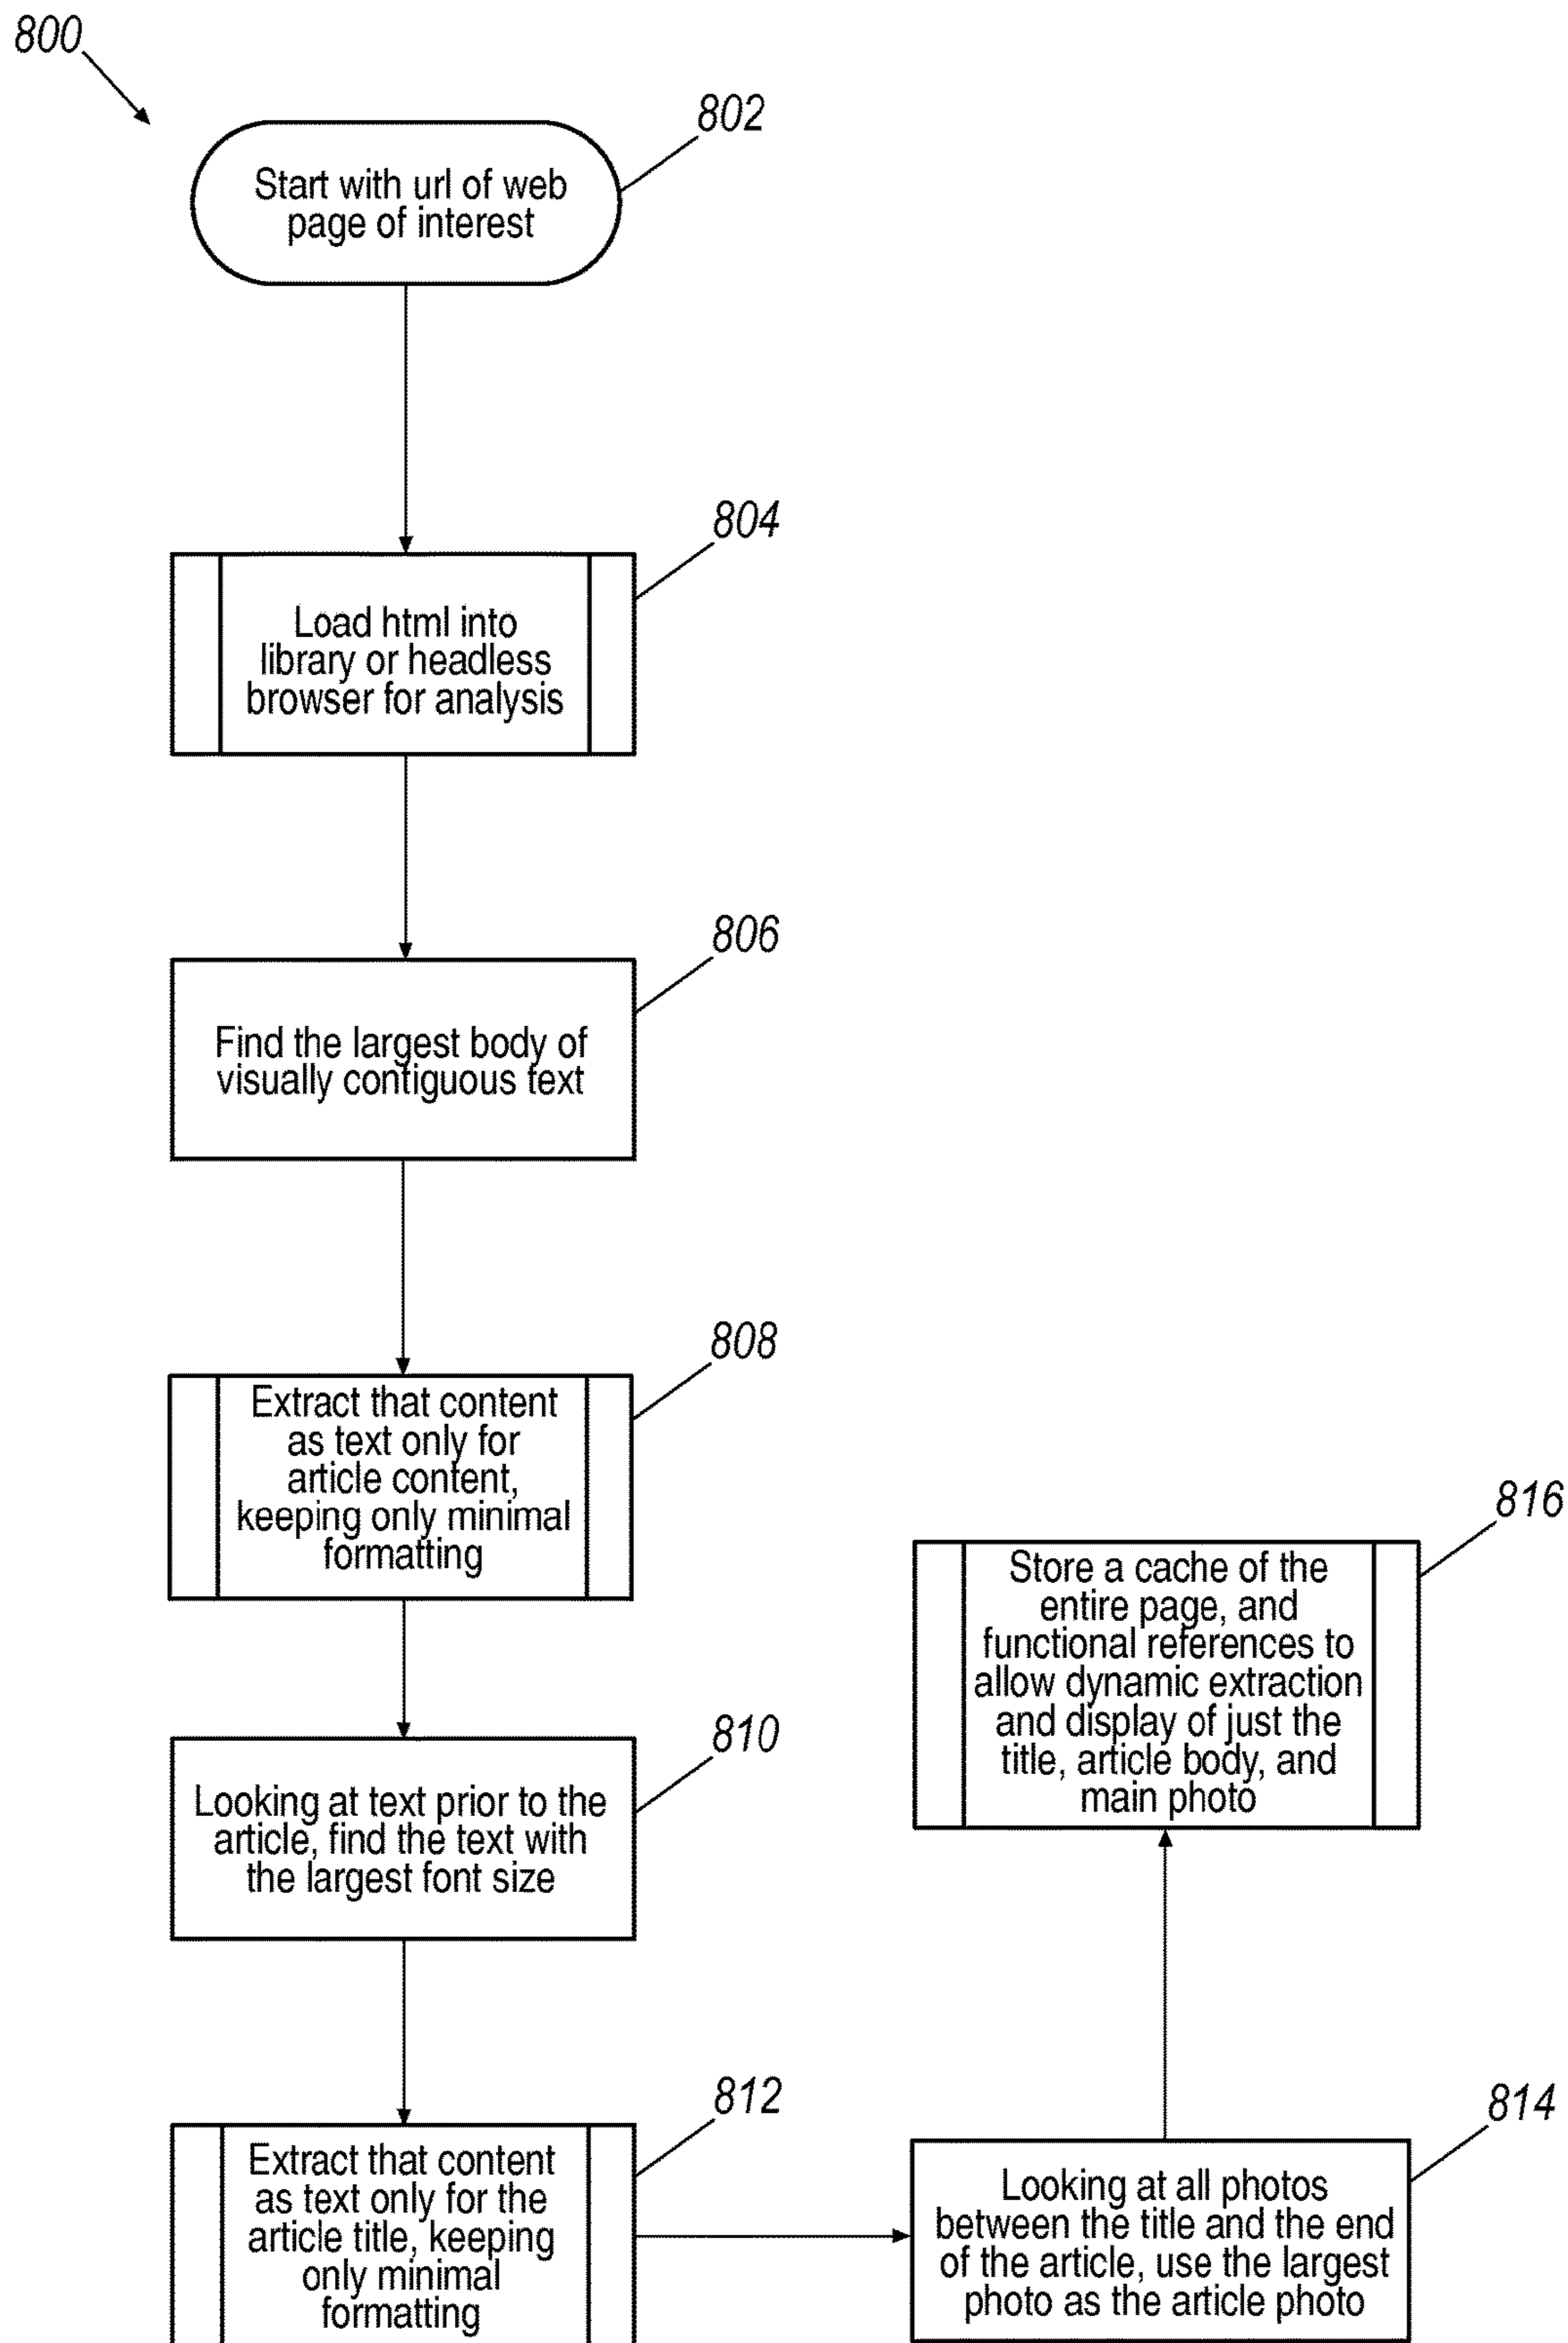 800
802
Start with url of web
page of interest
804
Load html into
library or headless
browser for analysis
806
Find the largest body of
visually contiguous text
808
Extract that content
as text only for
article content,
keeping only minimal
formatting
810
Looking at text prior to the
article, find the text with
the largest font size
812
Extract that content
as text only for the
article title, keeping
only minimal
formatting
814
Looking at all photos
between the title and the end
of the article, use the largest
photo as the article photo
816
Store a cache of the
entire page, and
functional references to
allow dynamic extraction
and display of just the
title, article body, and
main photo